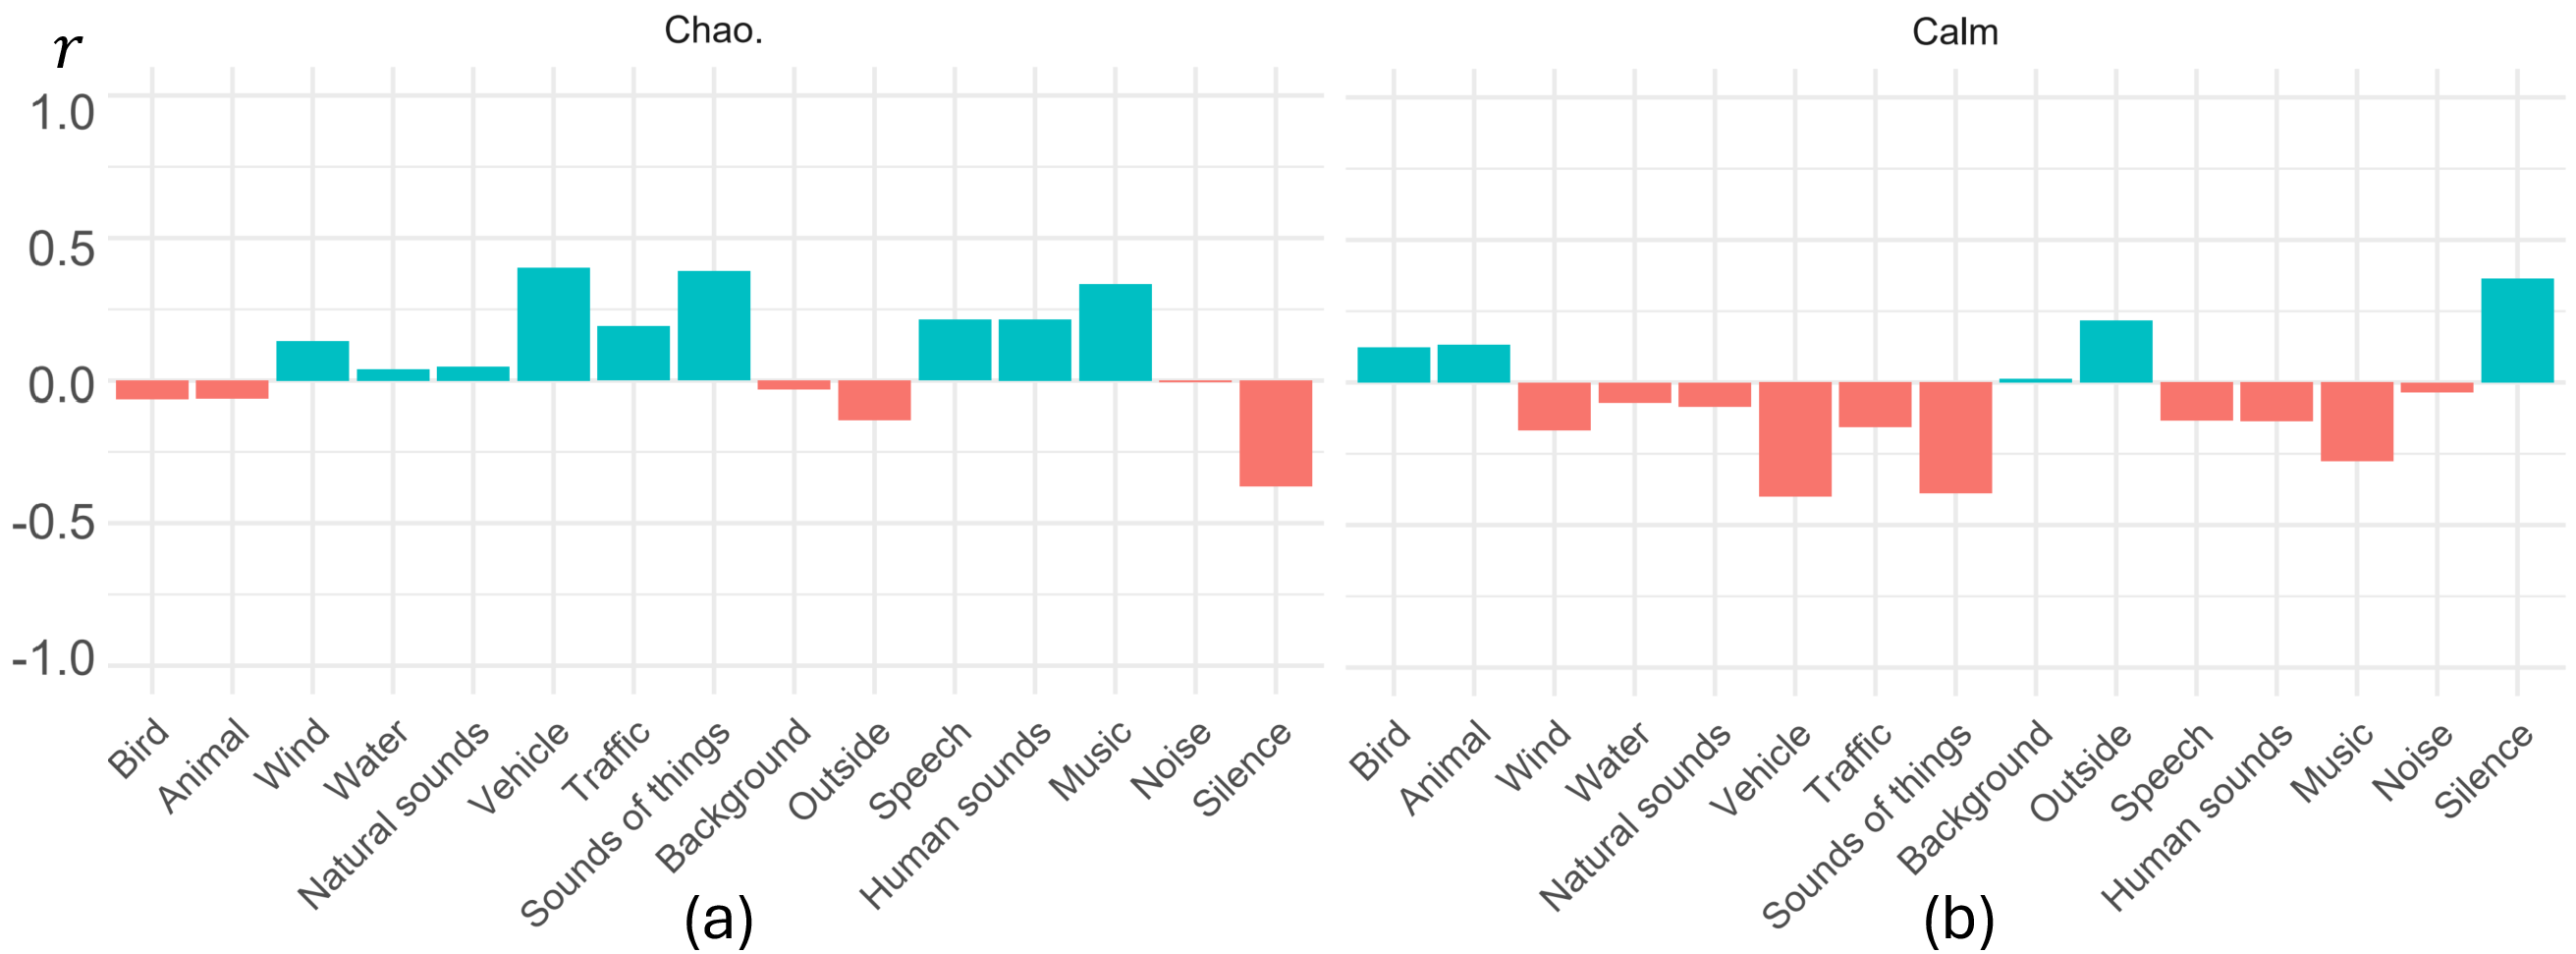 Chao.
Calm
r
1.0
0.5
0.0
-0.5
-1.0
Bird
Animal
Wind
Water
Natural sounds
Vehicle
Traffic
Sounds of things
Background
Outside
Speech
Human sounds
Music
Noise
Silence
Bird
Animal
Wind
Water
Natural sounds
Vehicle
Traffic
Sounds of things
Background
Outside
Speech
Human sounds
Music
Noise
Silence
(a)
(b)